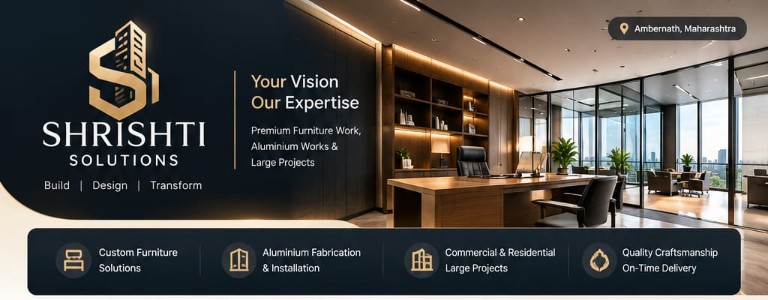 SHRISHTI
SOLUTIONS
Build | Design | Transform
Your Vision
Our Expertise
Premium Furniture Work,
Aluminium Works &
Large Projects
Ambernath, Maharashtra
Custom Furniture
Solutions
Aluminium Fabrication
& Installation
Commercial & Residential
Large Projects
Quality Craftsmanship
On-Time Delivery